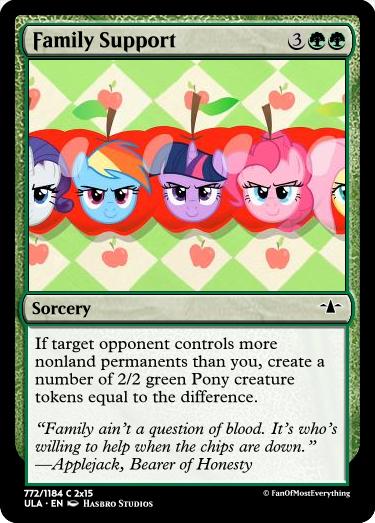 Family Support 3
Sorcery
If target opponent controls more
nonland permanents than you, create a
number of 2/2 green Pony creature
tokens equal to the difference.
“Family ain't a question of blood. It's who's
willing to help when the chips are down.”
—Applejack, Bearer of Honesty
772/1184 C 2x15
ULA • EN Hasbro Studios
© FanOfMostEverything